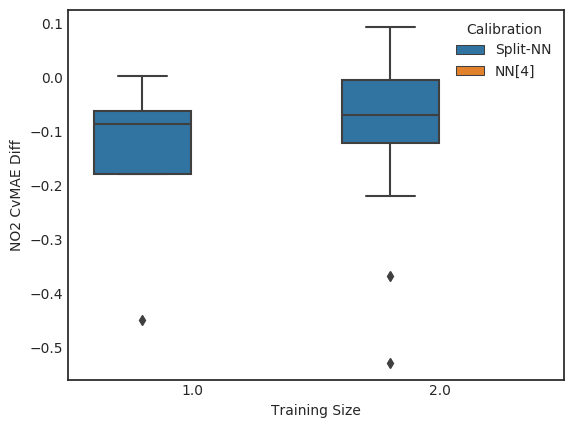 0.1
0.0
−0.1
−0.2
−0.3
−0.4
−0.5
NO2 CvMAE Diff
Calibration
Split-NN
NN[4]
1.0
2.0
Training Size